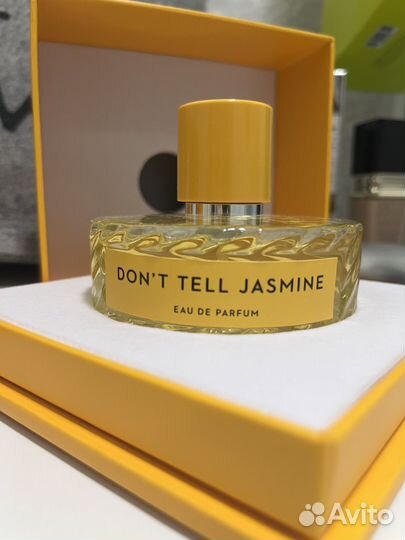 DON'T TELL JASMINE
EAU DE PARFUM
Avito